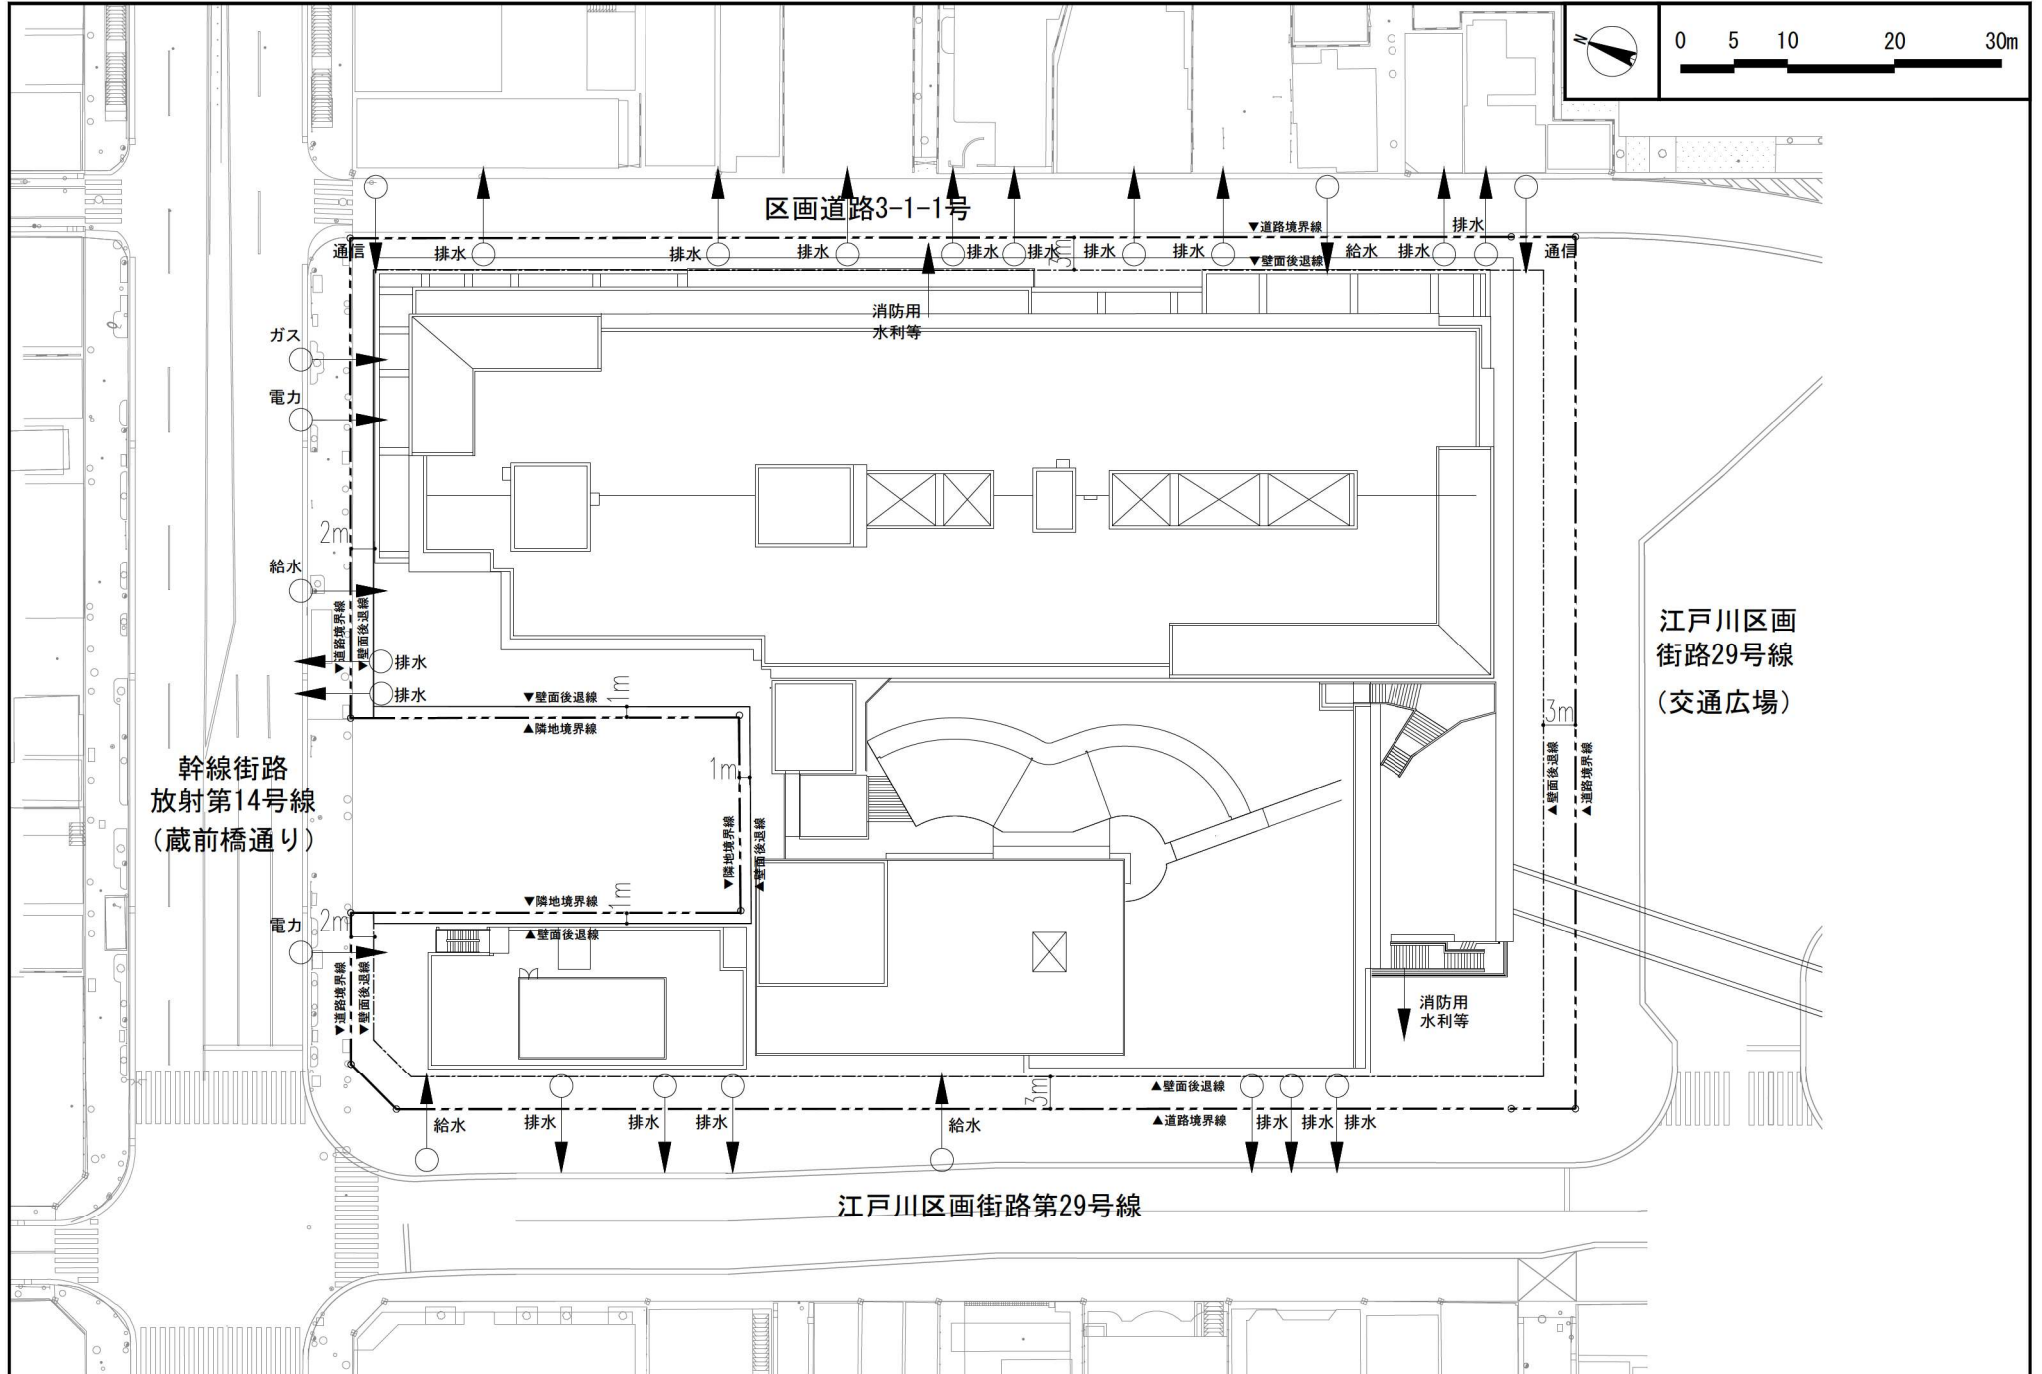 N
0 5 10 20 30m
区画道路3-1-1号
▼道路境界線
排水
通信
排水
排水
排水
排水
排水
排水
排水
給水
排水
通信
3m
▼壁面後退線
消防用
水利等
ガス
電力
2m
給水
▼道路境界線
▼壁面後退線
排水
排水
▼壁面後退線
1m
▲隣地境界線
1m
▼隣地境界線
▲壁面後退線
幹線街路
放射第14号線
(蔵前橋通り)
▼隣地境界線
1m
▲壁面後退線
電力
2m
▼道路境界線
▼壁面後退線
江戸川区画
街路29号線
(交通広場)
3m
▲壁面後退線
▲道路境界線
消防用
水利等
3m
▲壁面後退線
▲道路境界線
給水
排水
排水
排水
給水
排水
排水
排水
江戸川区画街路第29号線